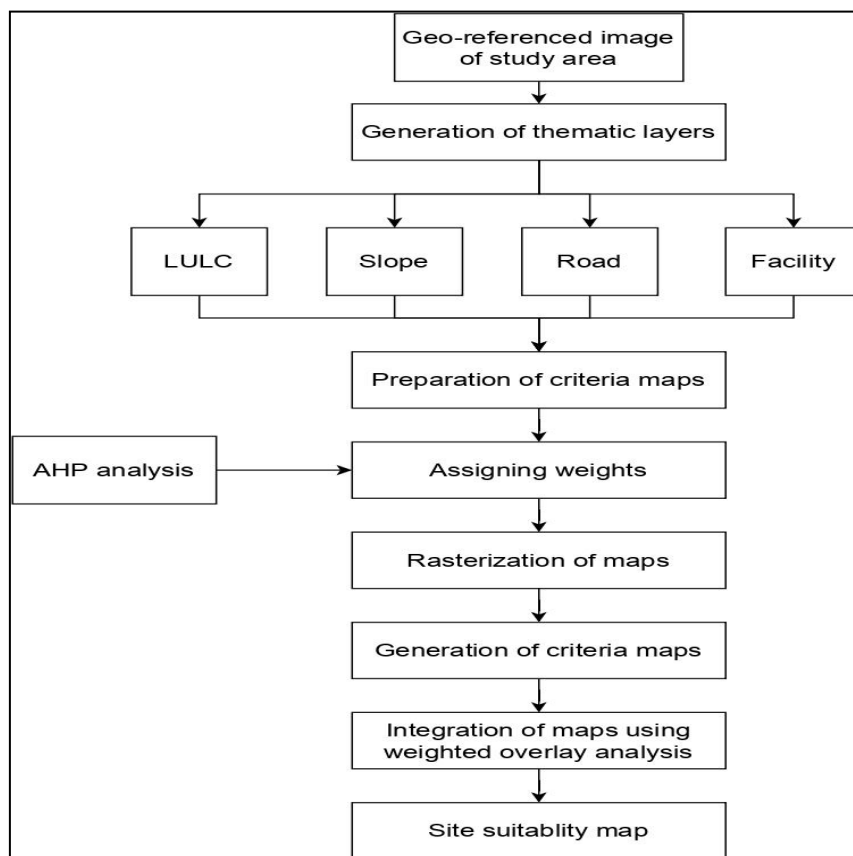 Geo-referenced image
of study area
Generation of thematic layers
LULC
Slope
Road
Facility
Preparation of criteria maps
AHP analysis
Assigning weights
Rasterization of maps
Generation of criteria maps
Integration of maps using
weighted overlay analysis
Site suitablity map